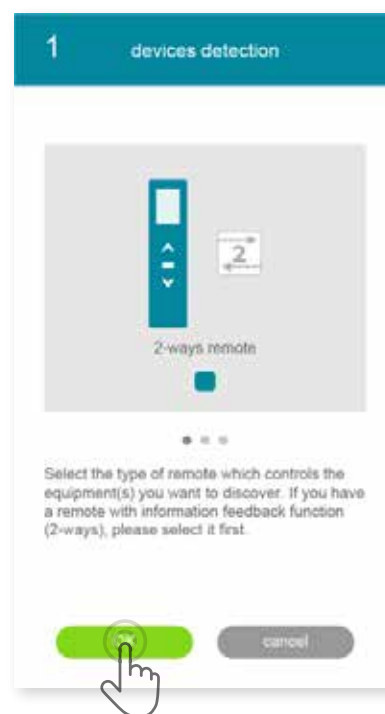 1 devices detection
2
2-ways remote
Select the type of remote which controls the
equipment(s) you want to discover. If you have
a remote with information feedback function
(2-ways), please select it first.
cancel